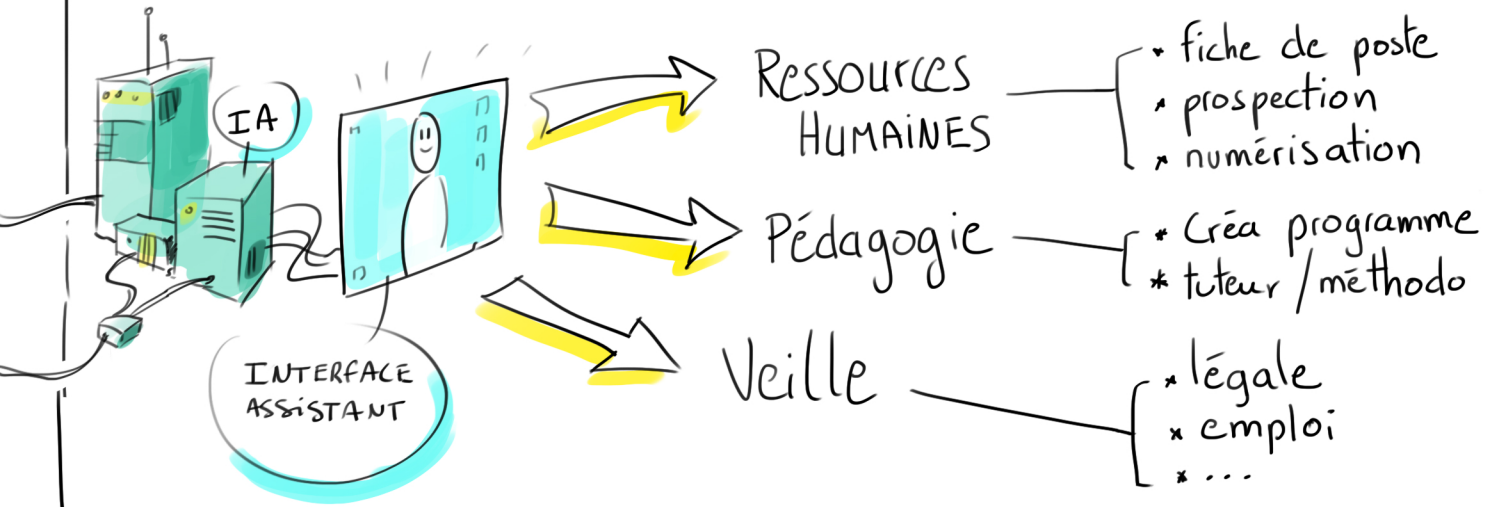 IA
INTERFACE
ASSISTANT
RESSOURCES
HUMAINES
* fiche de poste
* prospection
* numérisation
Pédagogie
* Créa programme
* tuteur / méthodo
Veille
* légale
* emploi
* ...